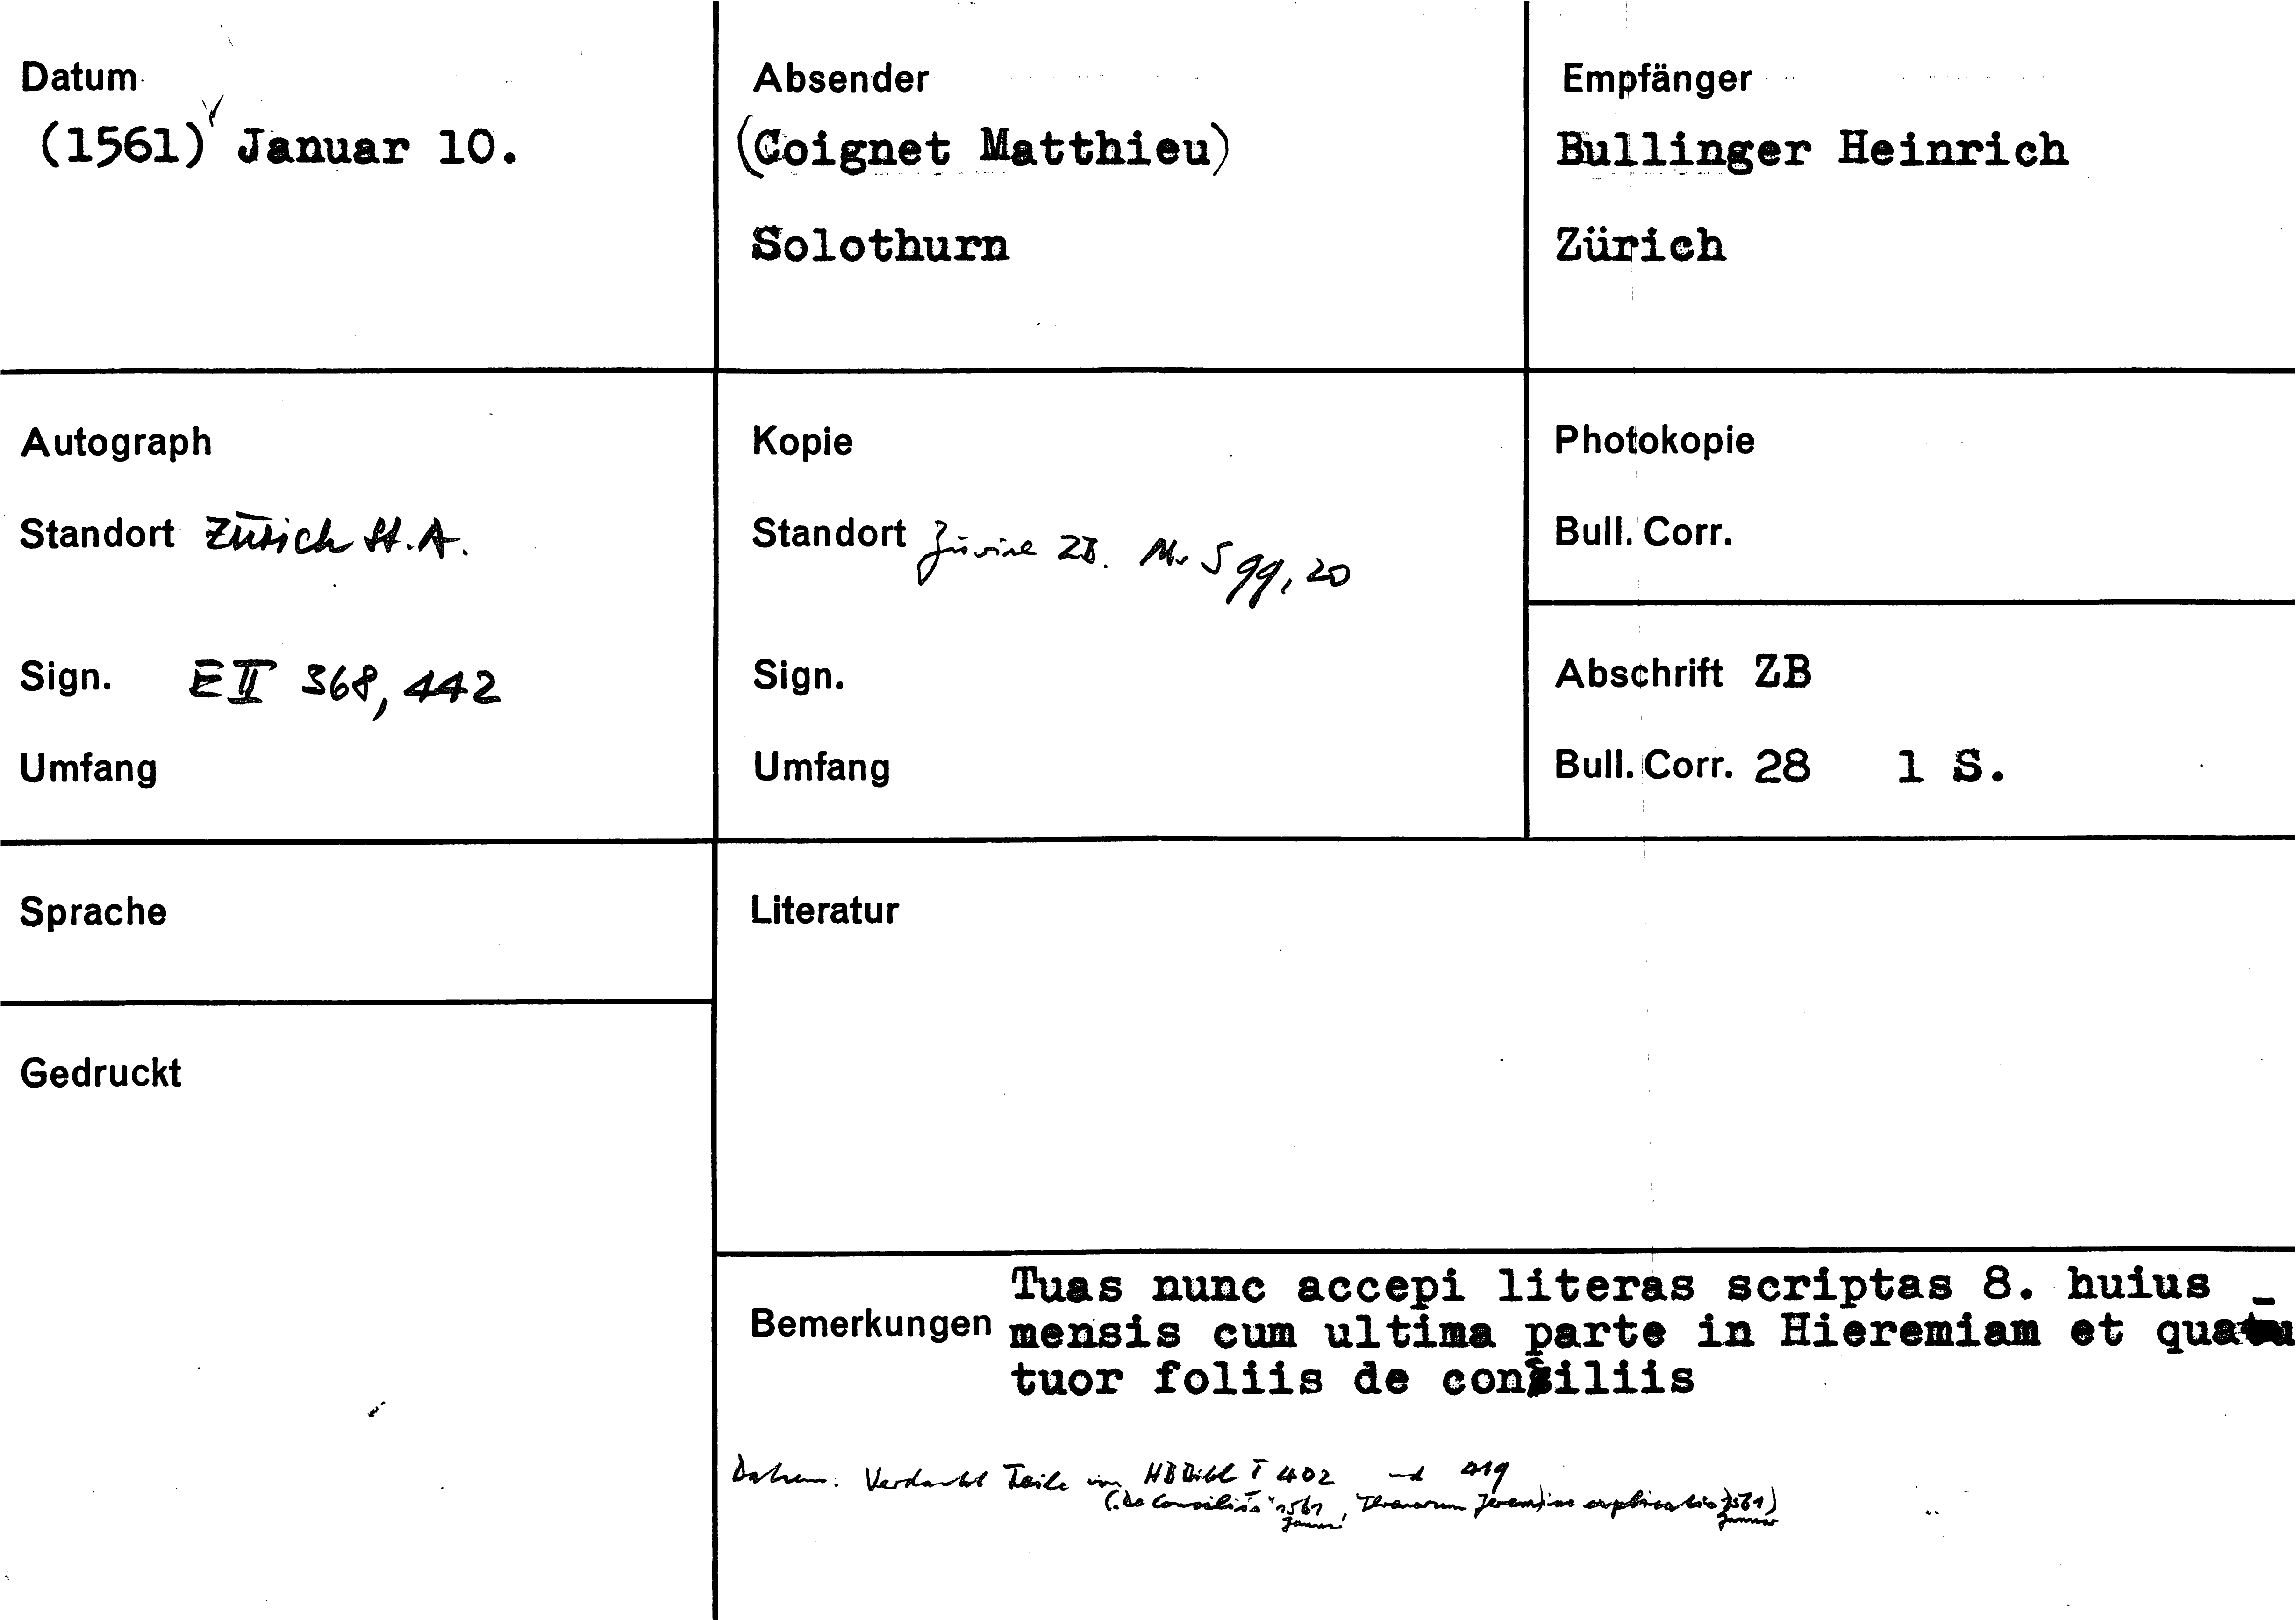 Datum
(1561) Januar 10.
Absender
(Coignet Matthieu)
Solothurn
Empfänger
Bullinger Heinrich
Zürich
Autograph
Standort Zürich St.A.
Sign. E II 368, 442
Umfang
Kopie
Standort Zürich ZB. Ms S 99, 20
Sign.
Umfang
Photokopie
Bull. Corr.
Abschrift ZB
Bull. Corr. 28 1 S.
Sprache
Literatur
Gedruckt
Bemerkungen
Tuas nunc accepi literas scriptas 8. huius
mensis cum ultima parte in Hieremiam et qua-
tuor foliis de consiliis
Datum. Verdankt Teile von HBBibl I 402 und 419
("De Conciliis" 1561, Threnorum Jeremiae explicatio 1561)
Januar Januar